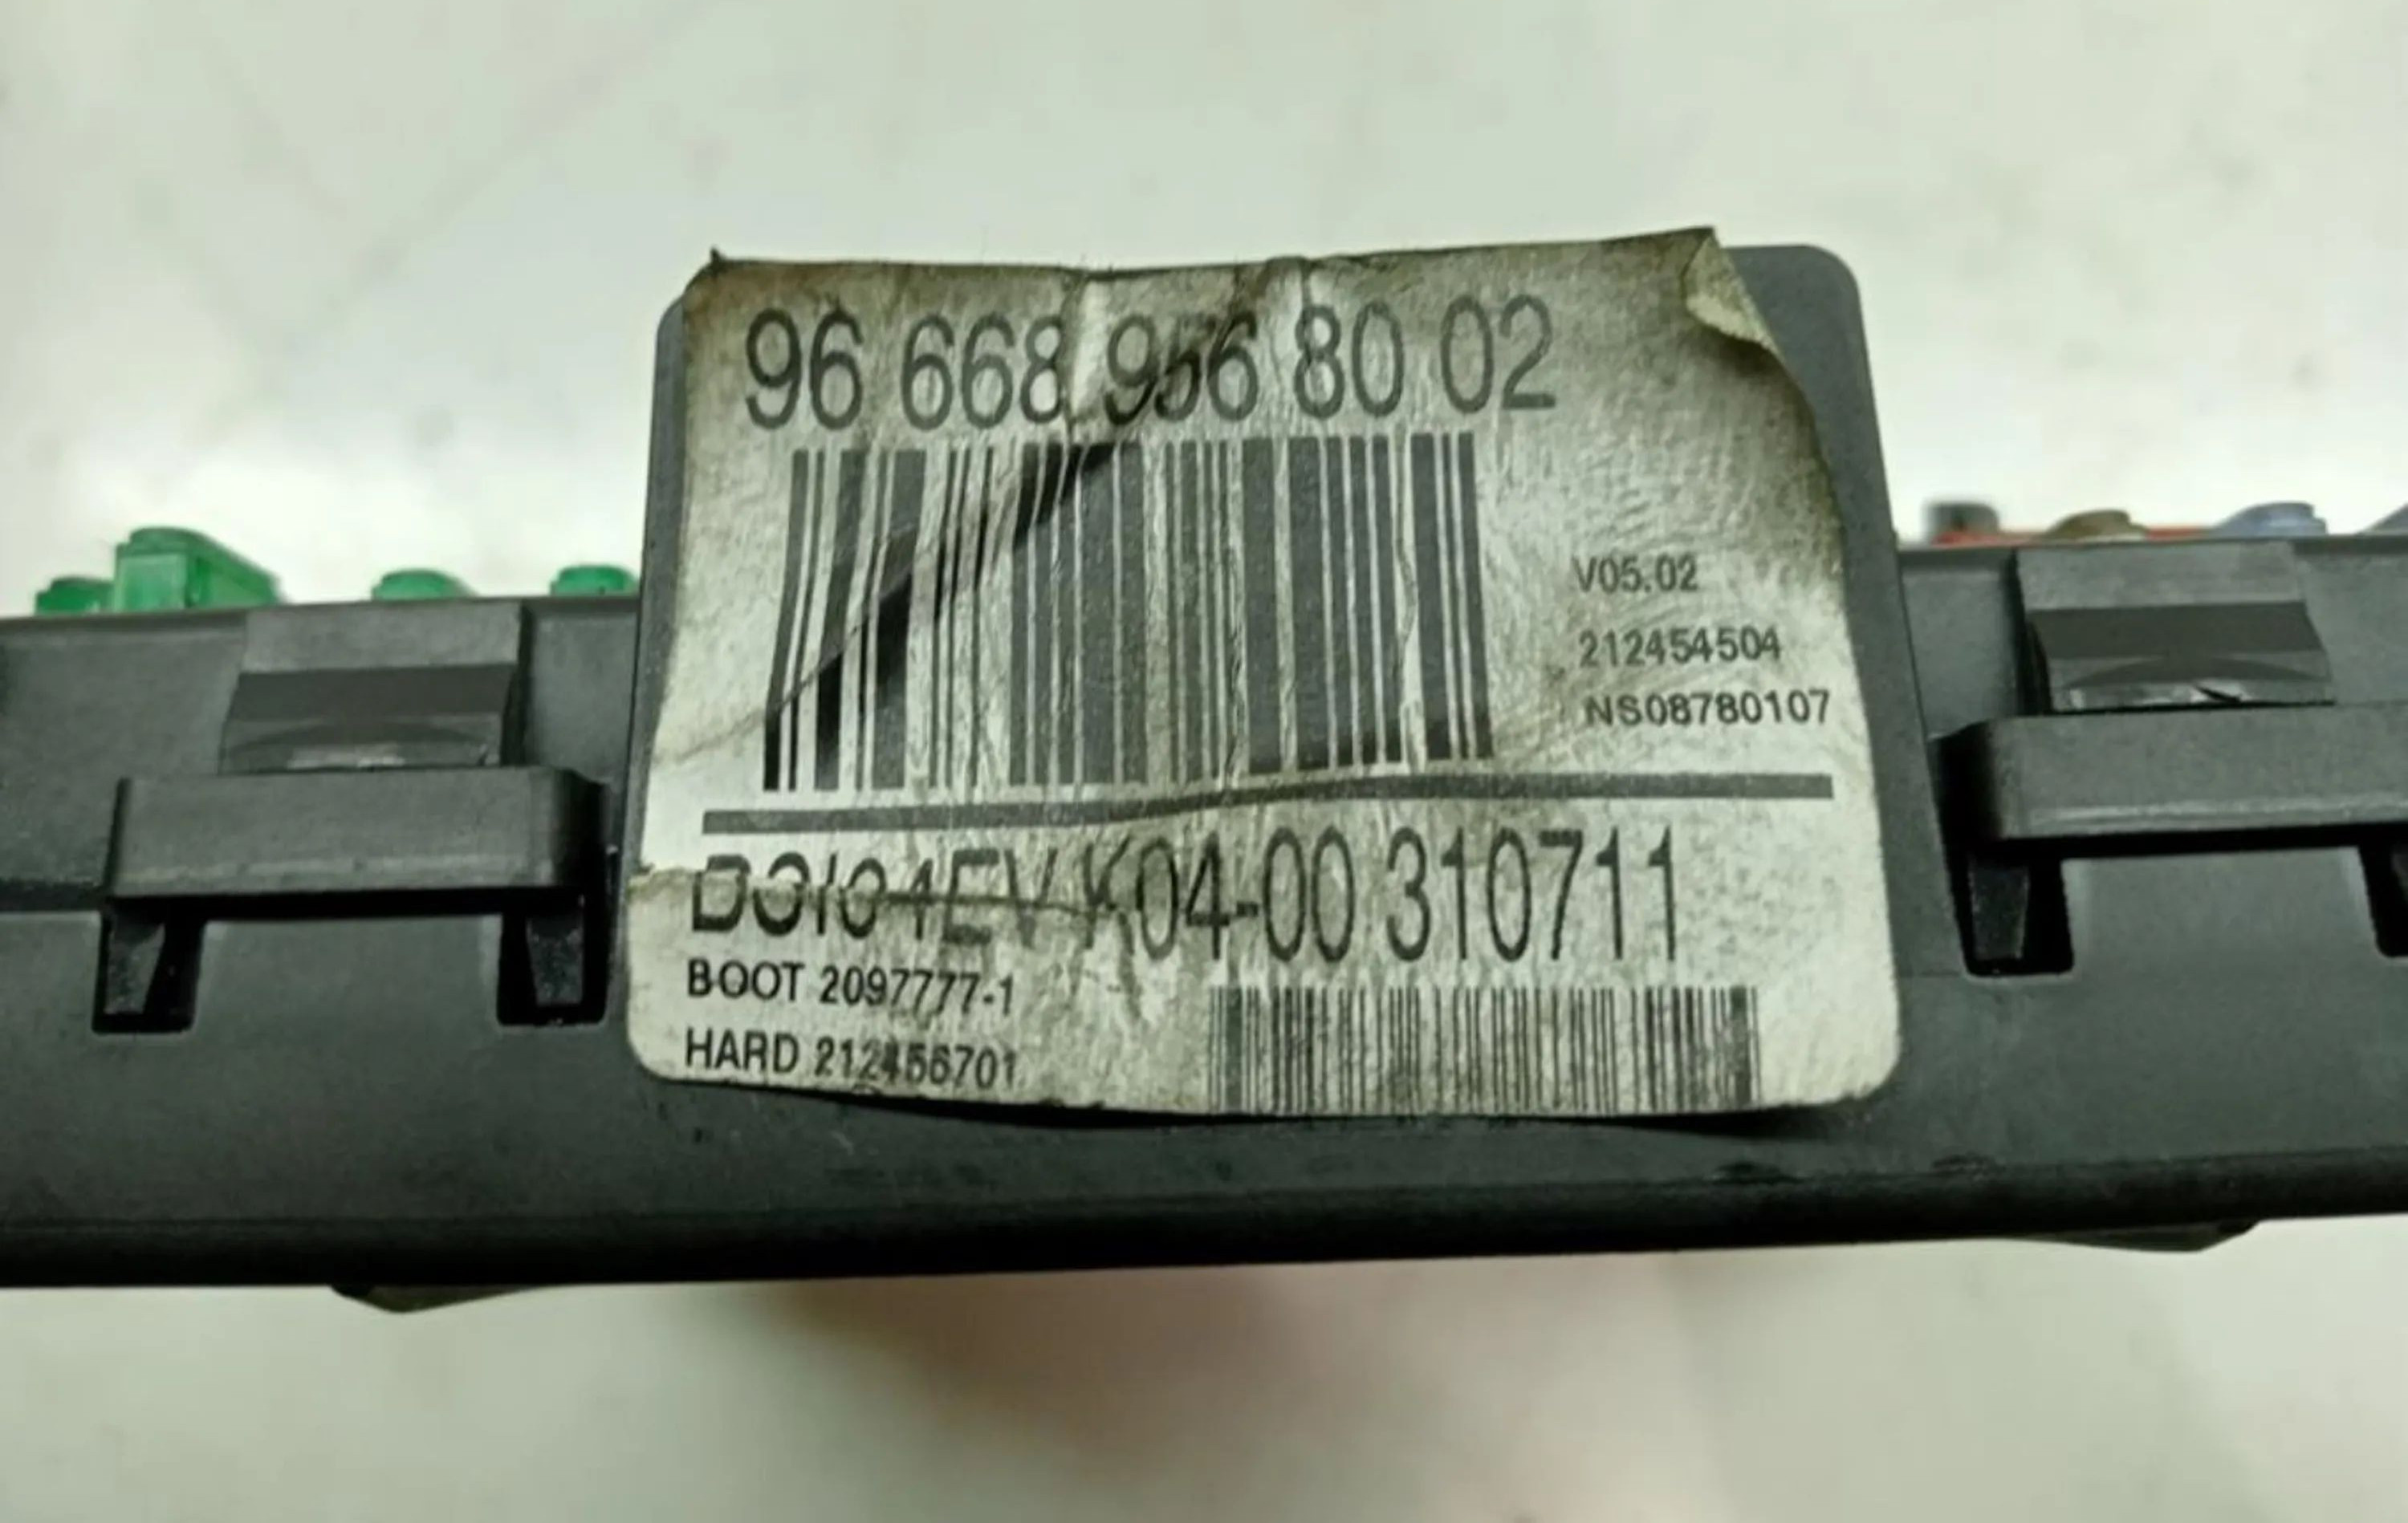 96 668 956 80 02
V05.02
212454504
NS08780107
K04-00 310711
BOOT 2097777-1
HARD 212456701